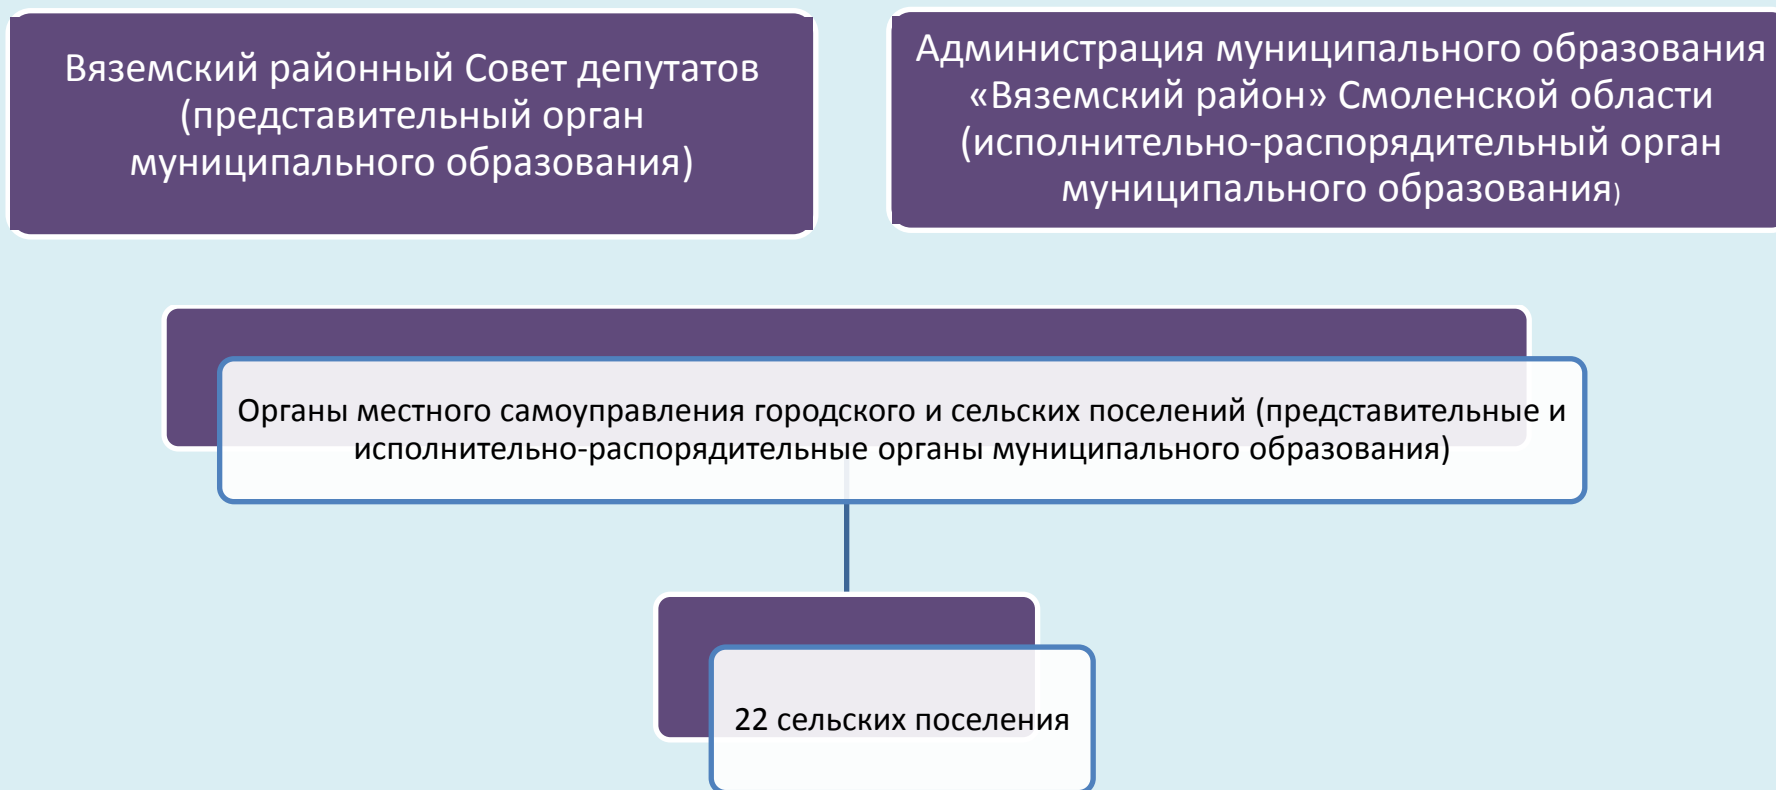 Вяземский районный Совет депутатов
(представительный орган
муниципального образования)
Администрация муниципального образования
«Вяземский район» Смоленской области
(исполнительно-распорядительный орган
муниципального образования)
Органы местного самоуправления городского и сельских поселений (представительные и
исполнительно-распорядительные органы муниципального образования)
22 сельских поселения